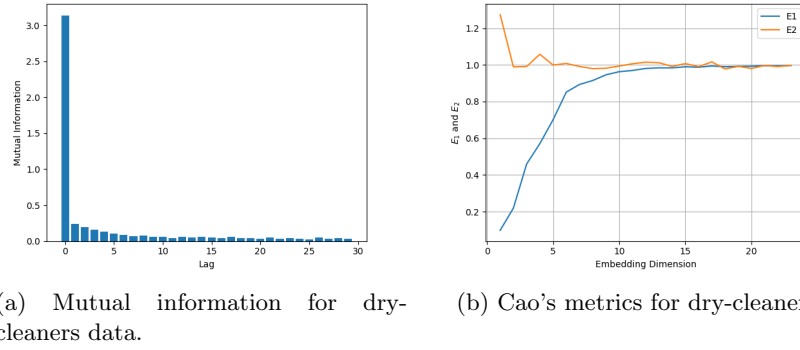 3.0
2.5
2.0
1.5
1.0
0.5
0.0
Mutual Information
0 5 10 15 20 25 30
Lag
E1
E2
1.2
1.0
0.8
0.6
0.4
0.2
E1 and E2
0 5 10 15 20
Embedding Dimension
a) Mutual information for dry-
cleaners data.
(b) Cao's metrics for dry-cleaner